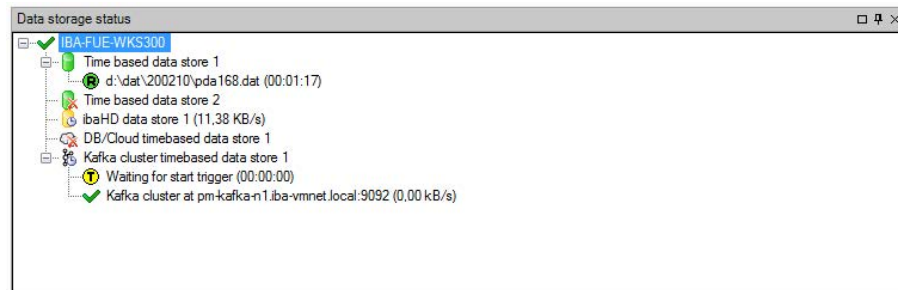 Data storage status
IBA-FUE-WKS300
Time based data store 1
R d:\dat\200210\pda168.dat (00:01:17)
Time based data store 2
ibaHD data store 1 (11,38 KB/s)
DB/Cloud timebased data store 1
Kafka cluster timebased data store 1
T Waiting for start trigger (00:00:00)
Kafka cluster at pm-kafka-n1.iba-vmnet.local:9092 (0,00 kB/s)